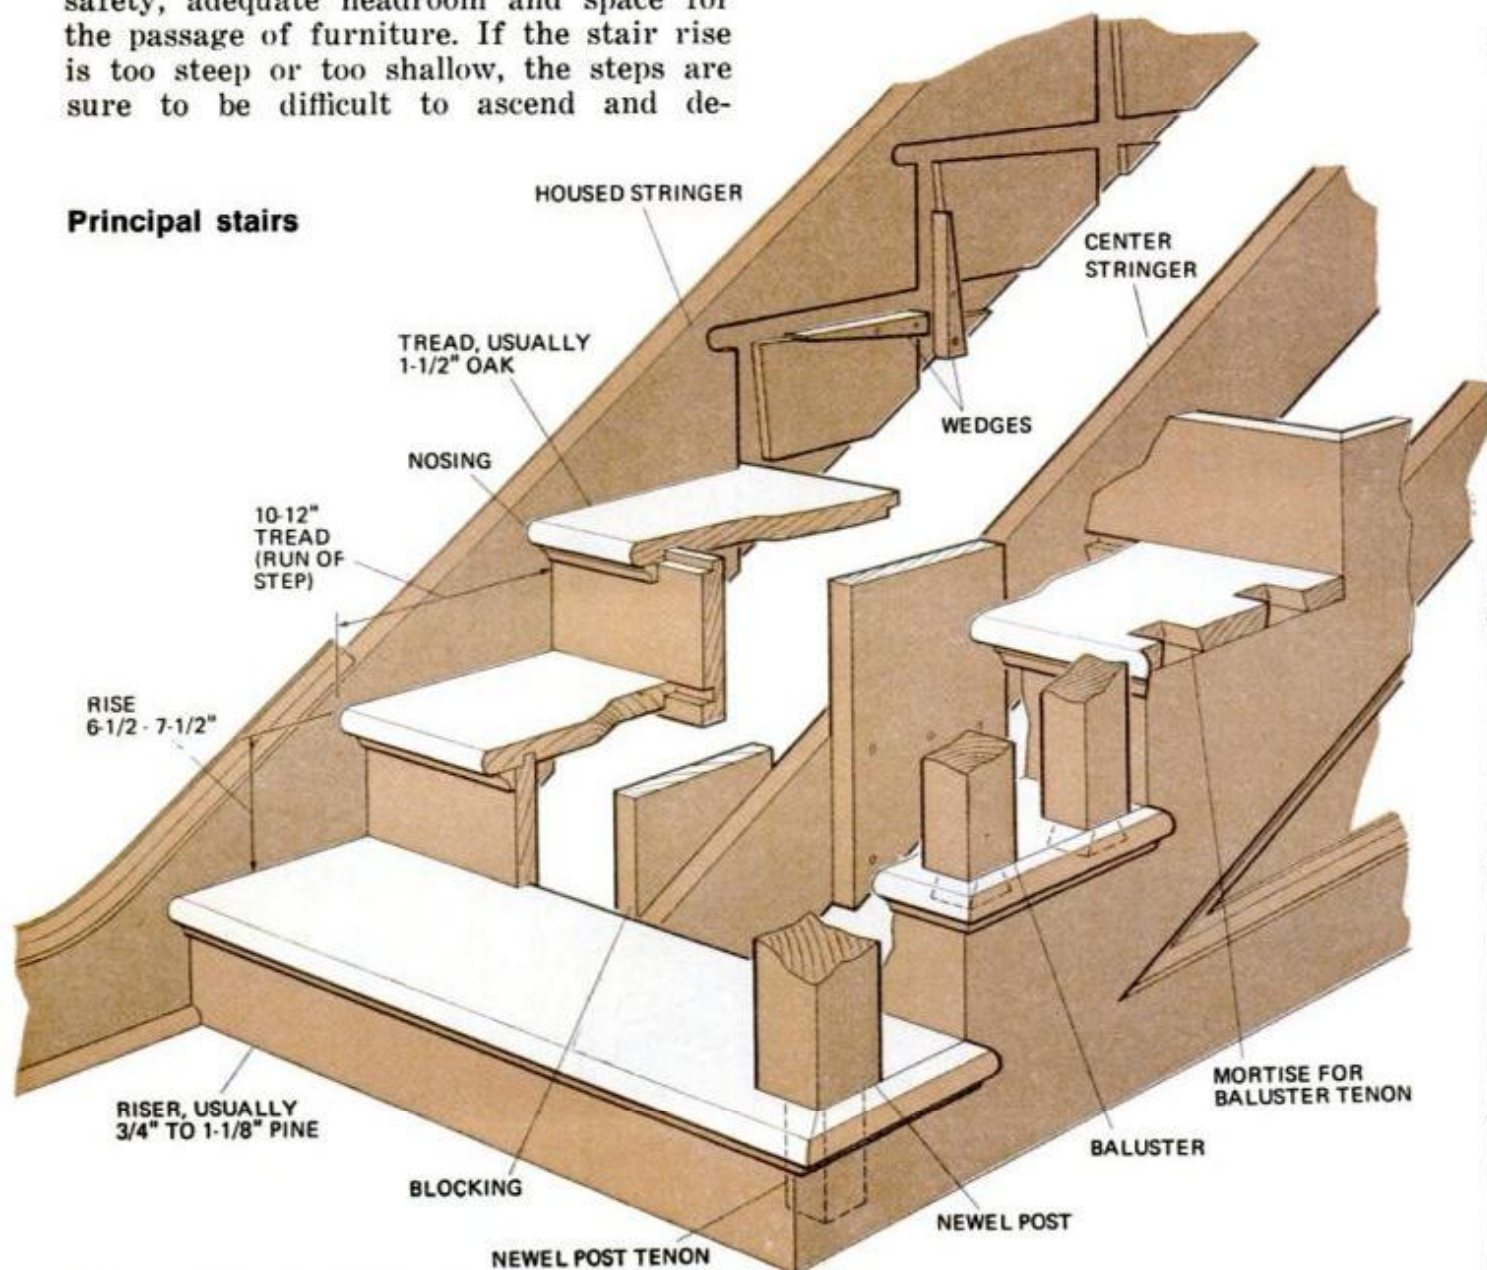 safety, adequate headroom and space for
the passage of furniture. If the stair rise
is too steep or too shallow, the steps are
sure to be difficult to ascend and de-
Principal stairs
HOUSED STRINGER
CENTER
STRINGER
TREAD, USUALLY
1-1/2" OAK
WEDGES
NOSING
10-12"
TREAD
(RUN OF
STEP)
RISE
6-1/2 - 7-1/2"
MORTISE FOR
BALUSTER TENON
RISER, USUALLY
3/4" TO 1-1/8" PINE
BALUSTER
BLOCKING
NEWEL POST
NEWEL POST TENON